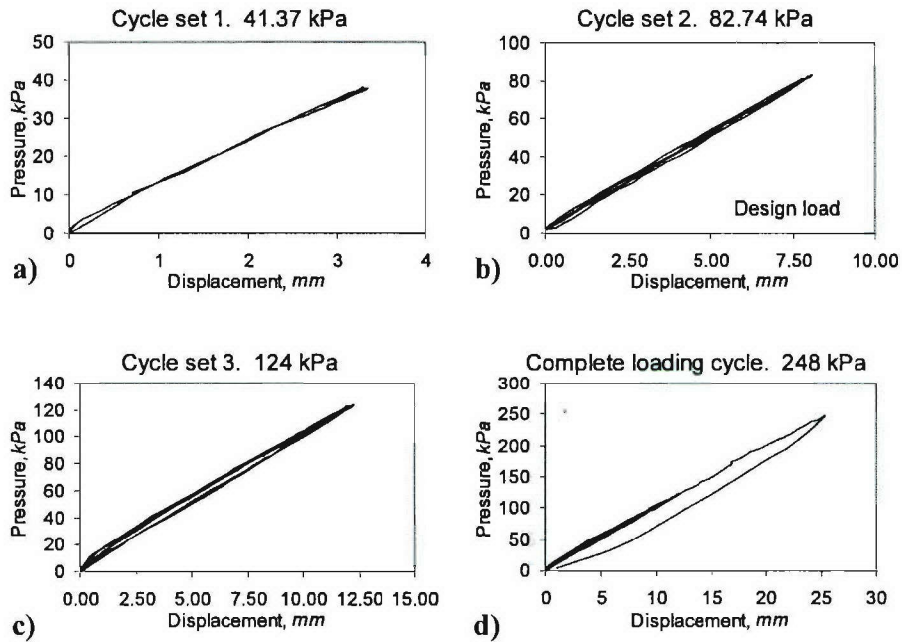 Cycle set 1. 41.37 kPa
50
40
30
20
10
0
Pressure, kPa
0 1 2 3 4
Displacement, mm
a)
Cycle set 2. 82.74 kPa
100
80
60
40
20
0
Pressure, kPa
Design load
0.00 2.50 5.00 7.50 10.00
Displacement, mm
b)
Cycle set 3. 124 kPa
140
120
100
80
60
40
20
0
Pressure, kPa
0.00 2.50 5.00 7.50 10.00 12.50 15.00
Displacement, mm
c)
Complete loading cycle. 248 kPa
300
250
200
150
100
50
0
Pressure, kPa
0 5 10 15 20 25 30
Displacement, mm
d)